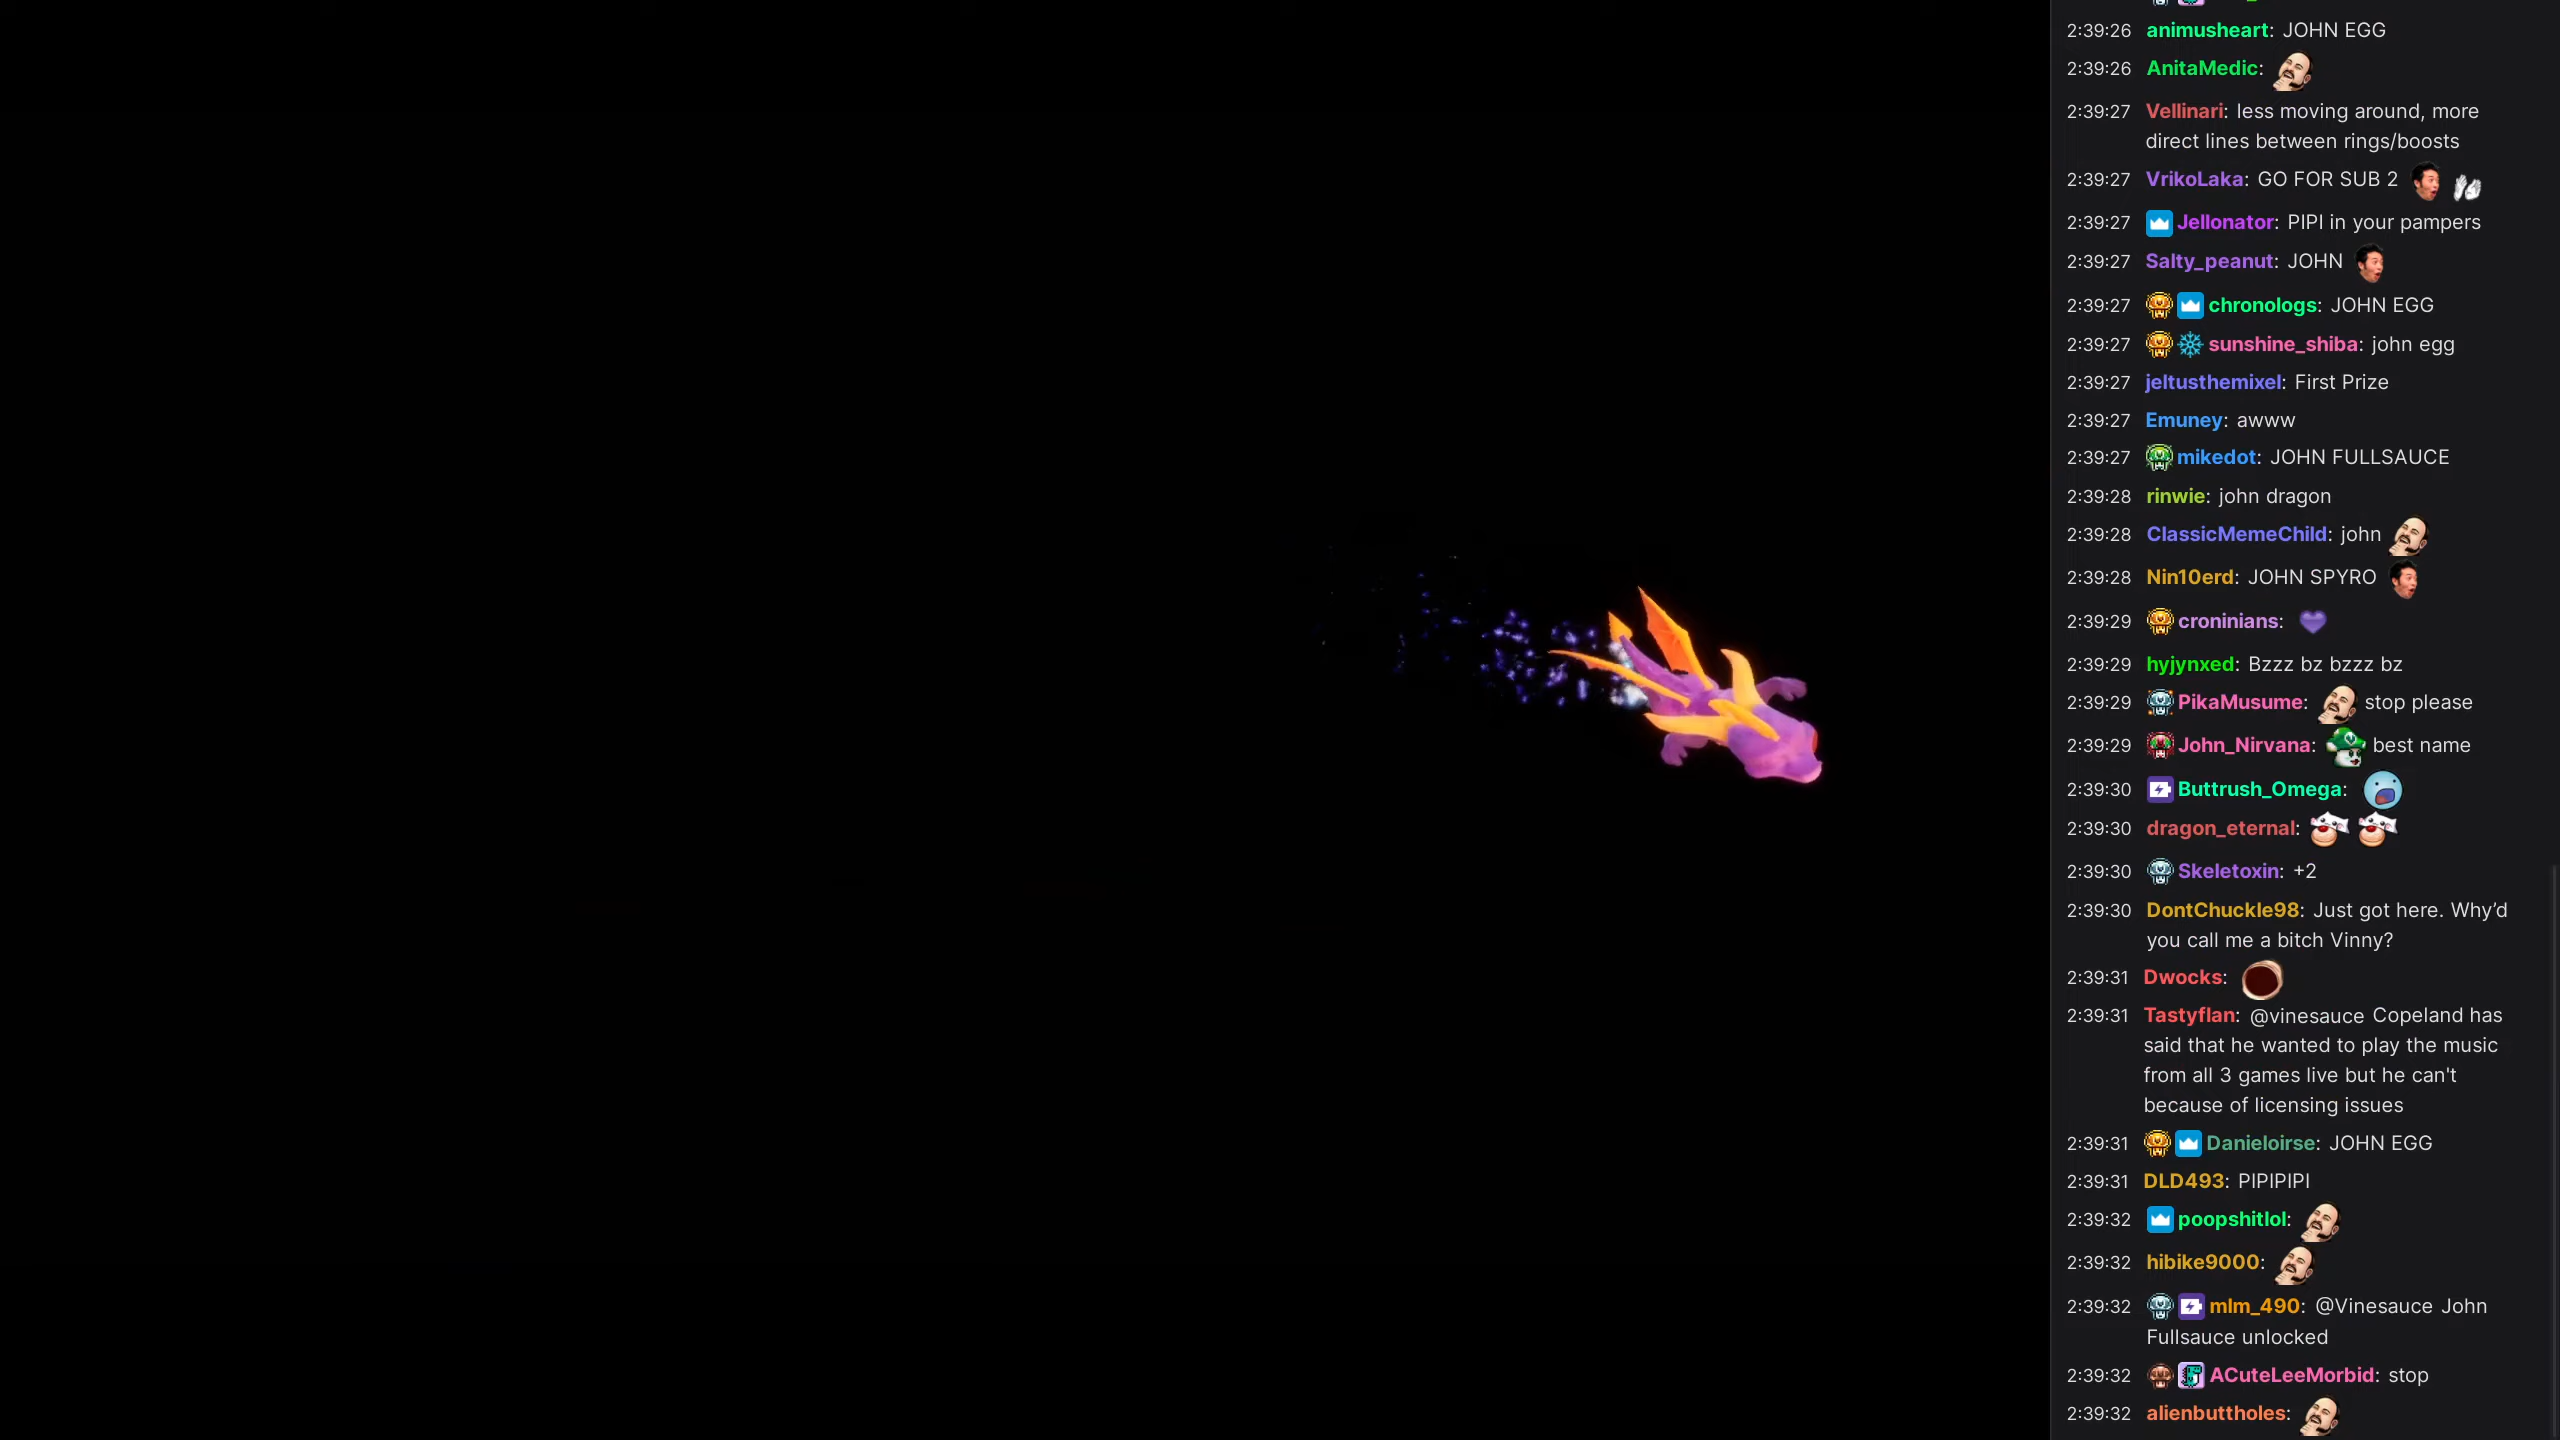 2:39:26 animusheart: JOHN EGG
2:39:26 AnitaMedic:
2:39:27 Vellinari: less moving around, more
direct lines between rings/boosts
2:39:27 VrikoLaka: GO FOR SUB 2
2:39:27 Jellonator: PIPI in your pampers
2:39:27 Salty_peanut: JOHN
2:39:27 chronologs: JOHN EGG
2:39:27 sunshine_shiba: john egg
2:39:27 jeltusthemixel: First Prize
2:39:27 Emuney: awww
2:39:27 mikedot: JOHN FULLSAUCE
2:39:28 rinwie: john dragon
2:39:28 ClassicMemeChild: john
2:39:28 Nin10erd: JOHN SPYRO
2:39:29 croninians:
2:39:29 hyjynxed: Bzzz bz bzzz bz
2:39:29 PikaMusume: stop please
2:39:29 John_Nirvana: best name
2:39:30 Buttrush_Omega:
2:39:30 dragon_eternal:
2:39:30 Skeletoxin: +2
2:39:30 DontChuckle98: Just got here. Why'd
you call me a bitch Vinny?
2:39:31 Dwocks:
2:39:31 Tastyflan: @vinesauce Copeland has
said that he wanted to play the music
from all 3 games live but he can't
because of licensing issues
2:39:31 Danieloirse: JOHN EGG
2:39:31 DLD493: PIPIPIPI
2:39:32 poopshitlol:
2:39:32 hibike9000:
2:39:32 mlm_490: @Vinesauce John
Fullsauce unlocked
2:39:32 ACuteLeeMorbid: stop
2:39:32 alienbuttholes: